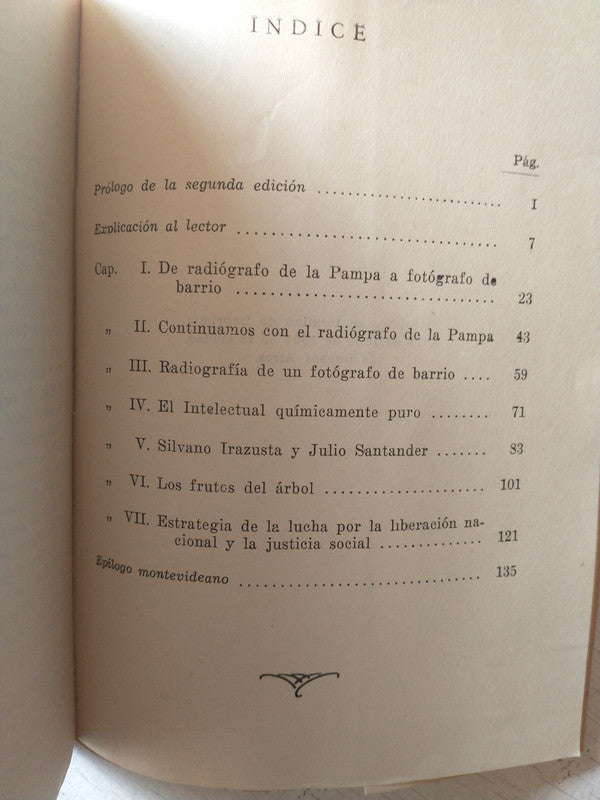 INDICE
Pág.
Prólogo de la segunda edición .......................... I
Explicación al lector .................................. 7
Cap. I. De radiógrafo de la Pampa a fotógrafo de
barrio .................................. 23
„ II. Continuamos con el radiógrafo de la Pampa 43
„ III. Radiografía de un fotógrafo de barrio .... 59
„ IV. El Intelectual químicamente puro ........ 71
„ V. Silvano Irazusta y Julio Santander ....... 83
„ VI. Los frutos del árbol ...................... 101
„ VII. Estrategia de la lucha por la liberación na-
cional y la justicia social .............. 121
Epílogo montevideano .................................. 135